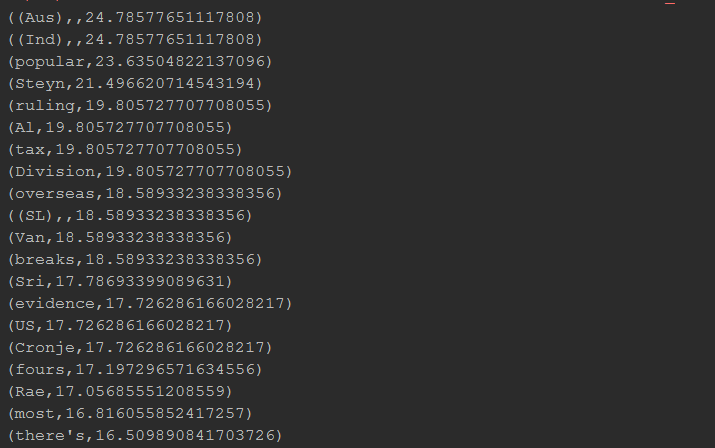 ((Aus),,24.78577651117808)
((Ind),,24.78577651117808)
(popular,23.63504822137096)
(Steyn,21.496620714543194)
(ruling,19.805727707708055)
(Al,19.805727707708055)
(tax,19.805727707708055)
(Division,19.805727707708055)
(overseas,18.58933238338356)
((SL),,18.58933238338356)
(Van,18.58933238338356)
(breaks,18.58933238338356)
(Sri,17.78693399089631)
(evidence,17.726286166028217)
(US,17.726286166028217)
(Cronje,17.726286166028217)
(fours,17.197296571634556)
(Rae,17.05685551208559)
(most,16.816055852417257)
(there's,16.509890841703726)